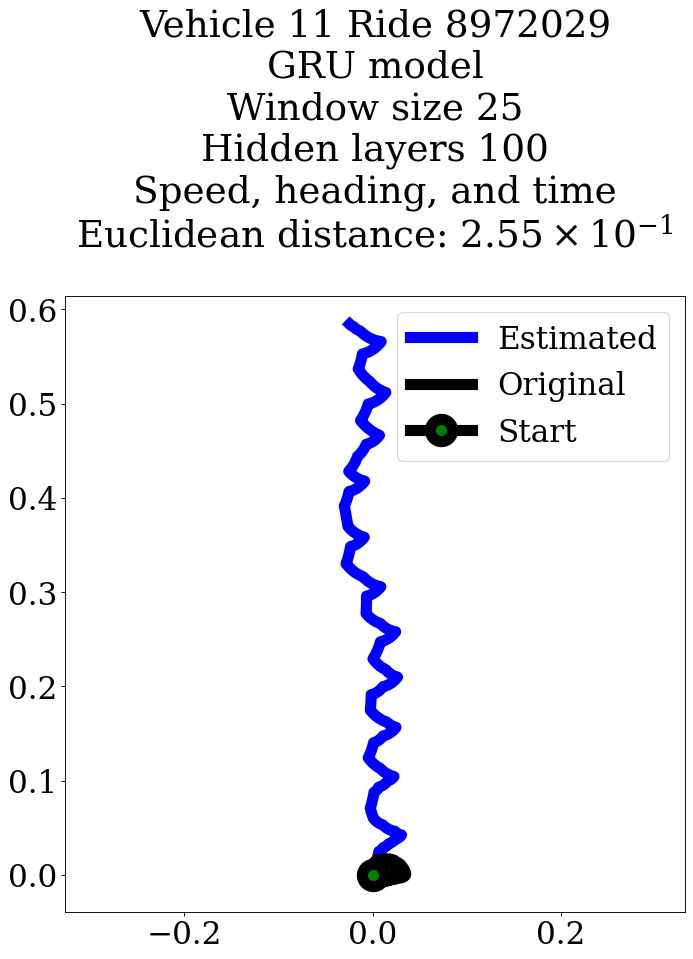 Vehicle 11 Ride 8972029
GRU model
Window size 25
Hidden layers 100
Speed, heading, and time
Euclidean distance: 2.55 × 10⁻¹
Estimated
Original
Start
0.6
0.5
0.4
0.3
0.2
0.1
0.0
−0.2 0.0 0.2